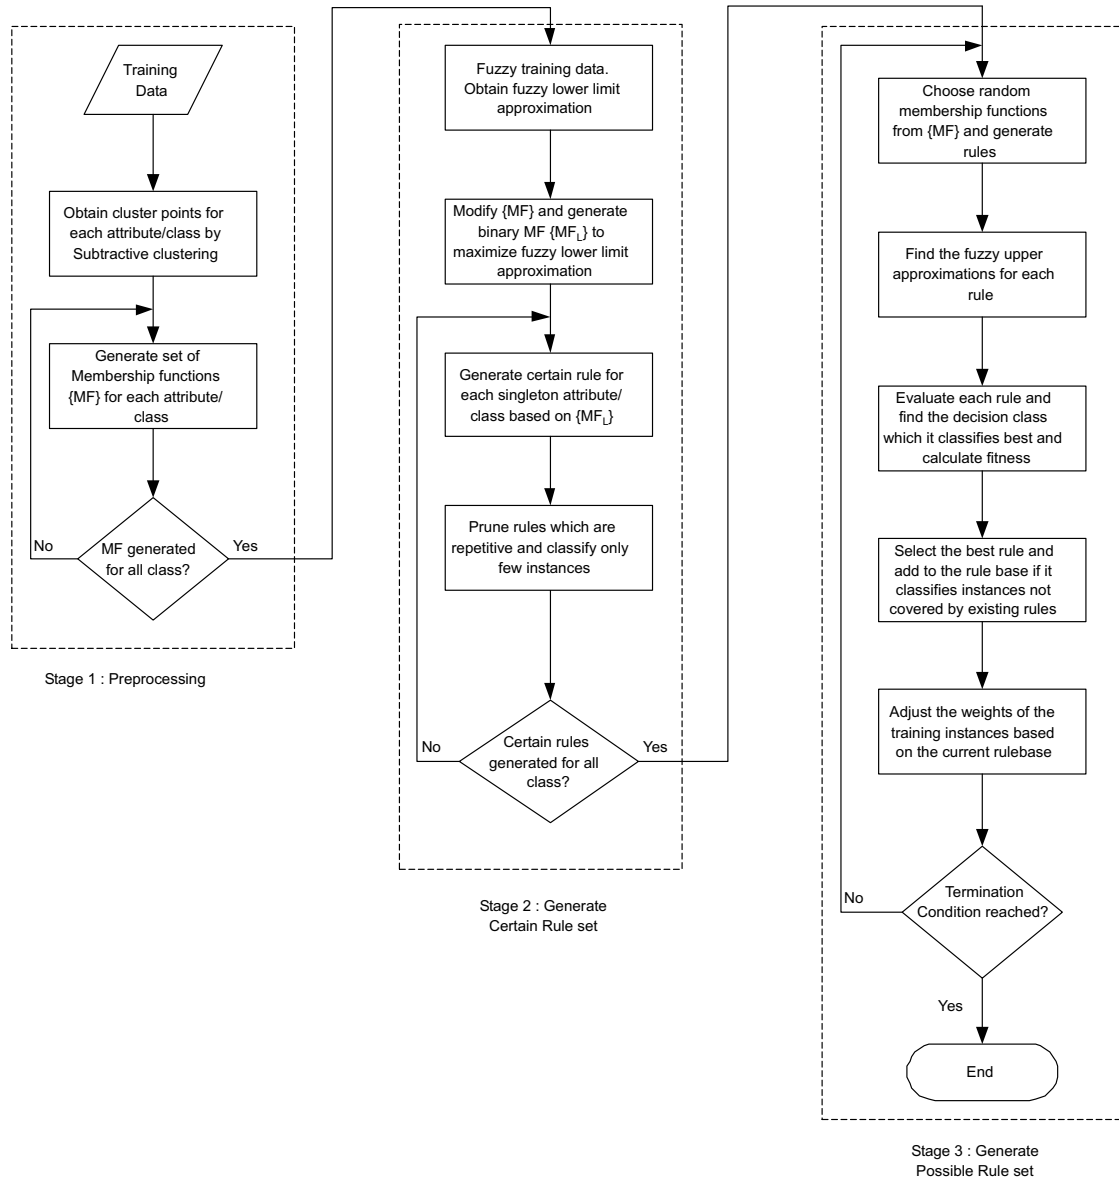 Training
Data
Obtain cluster points for
each attribute/class by
Subtractive clustering
Generate set of
Membership functions
{MF} for each attribute/
class
MF generated
for all class?
No
Yes
Stage 1 : Preprocessing
Fuzzy training data.
Obtain fuzzy lower limit
approximation
Modify {MF} and generate
binary MF {MF_L} to
maximize fuzzy lower limit
approximation
Generate certain rule for
each singleton attribute/
class based on {MF_L}
Prune rules which are
repetitive and classify only
few instances
Certain rules
generated for all
class?
No
Yes
Stage 2 : Generate
Certain Rule set
Choose random
membership functions
from {MF} and generate
rules
Find the fuzzy upper
approximations for each
rule
Evaluate each rule and
find the decision class
which it classifies best and
calculate fitness
Select the best rule and
add to the rule base if it
classifies instances not
covered by existing rules
Adjust the weights of the
training instances based
on the current rulebase
Termination
Condition reached?
No
Yes
End
Stage 3 : Generate
Possible Rule set